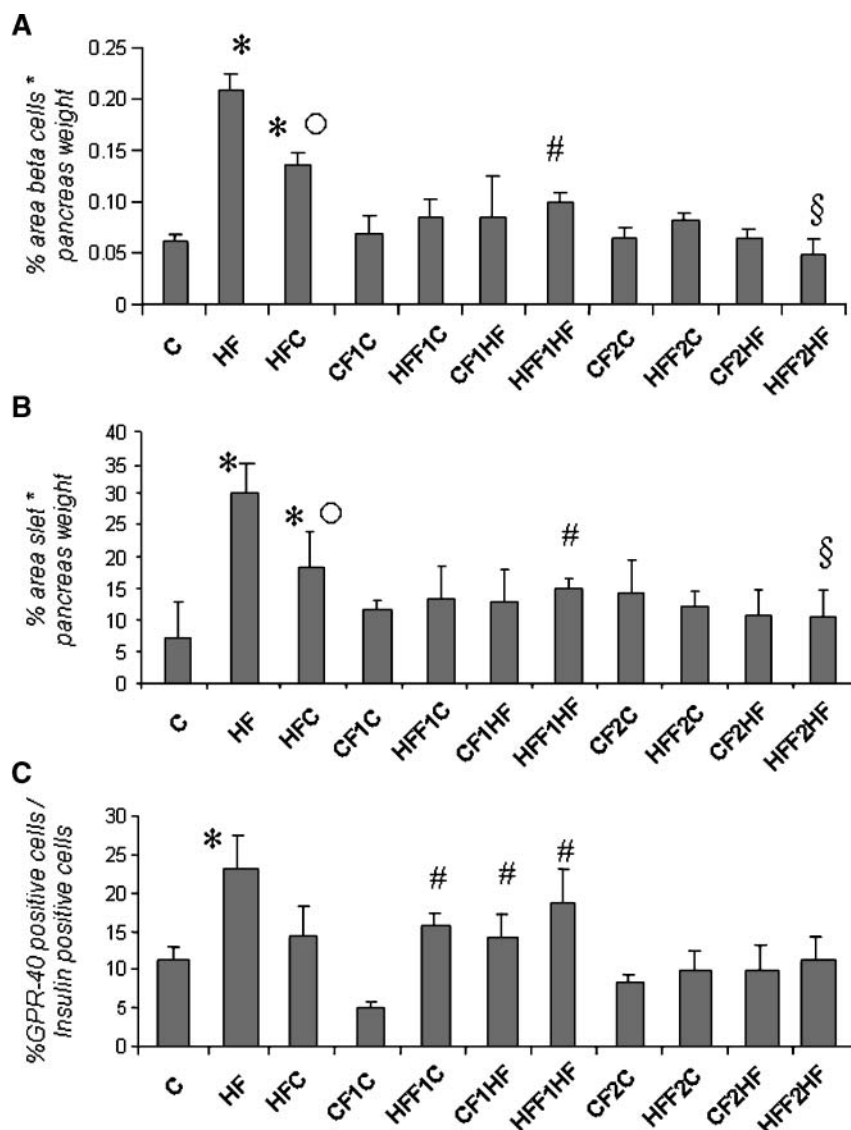 A
% area beta cells *
pancreas weight
0.25
0.20
0.15
0.10
0.05
0
* * ○ # §
C HF HFC CF1C HFF1C CF1HF HFF1HF CF2C HFF2C CF2HF HFF2HF
B
% area slet *
pancreas weight
40
35
30
25
20
15
10
5
0
* * ○ # §
C HF HFC CF1C HFF1C CF1HF HFF1HF CF2C HFF2C CF2HF HFF2HF
C
%GPR-40 positive cells /
Insulin positive cells
30
25
20
15
10
5
0
* # # #
C HF HFC CF1C HFF1C CF1HF HFF1HF CF2C HFF2C CF2HF HFF2HF